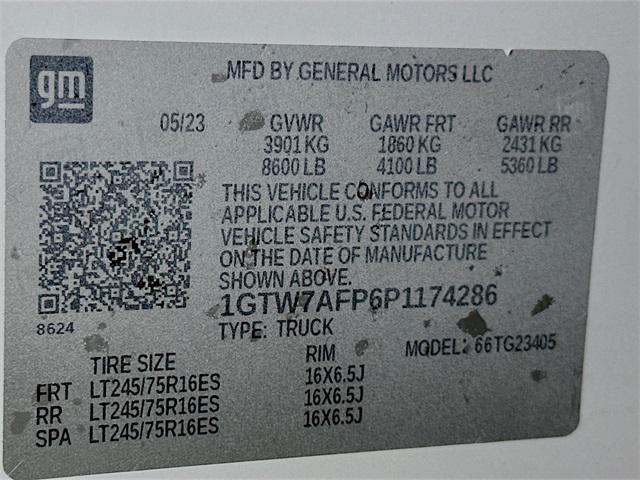 gm
MFD BY GENERAL MOTORS LLC
05/23 GVWR GAWR FRT GAWR RR
3901 KG 1860 KG 2431 KG
8600 LB 4100 LB 5360 LB
THIS VEHICLE CONFORMS TO ALL
APPLICABLE U.S. FEDERAL MOTOR
VEHICLE SAFETY STANDARDS IN EFFECT
ON THE DATE OF MANUFACTURE
SHOWN ABOVE.
1GTW7AFP6P1174286
8624
TYPE: TRUCK
MODEL: 66TG23405
TIRE SIZE RIM
FRT LT245/75R16ES 16X6.5J
RR LT245/75R16ES 16X6.5J
SPA LT245/75R16ES 16X6.5J